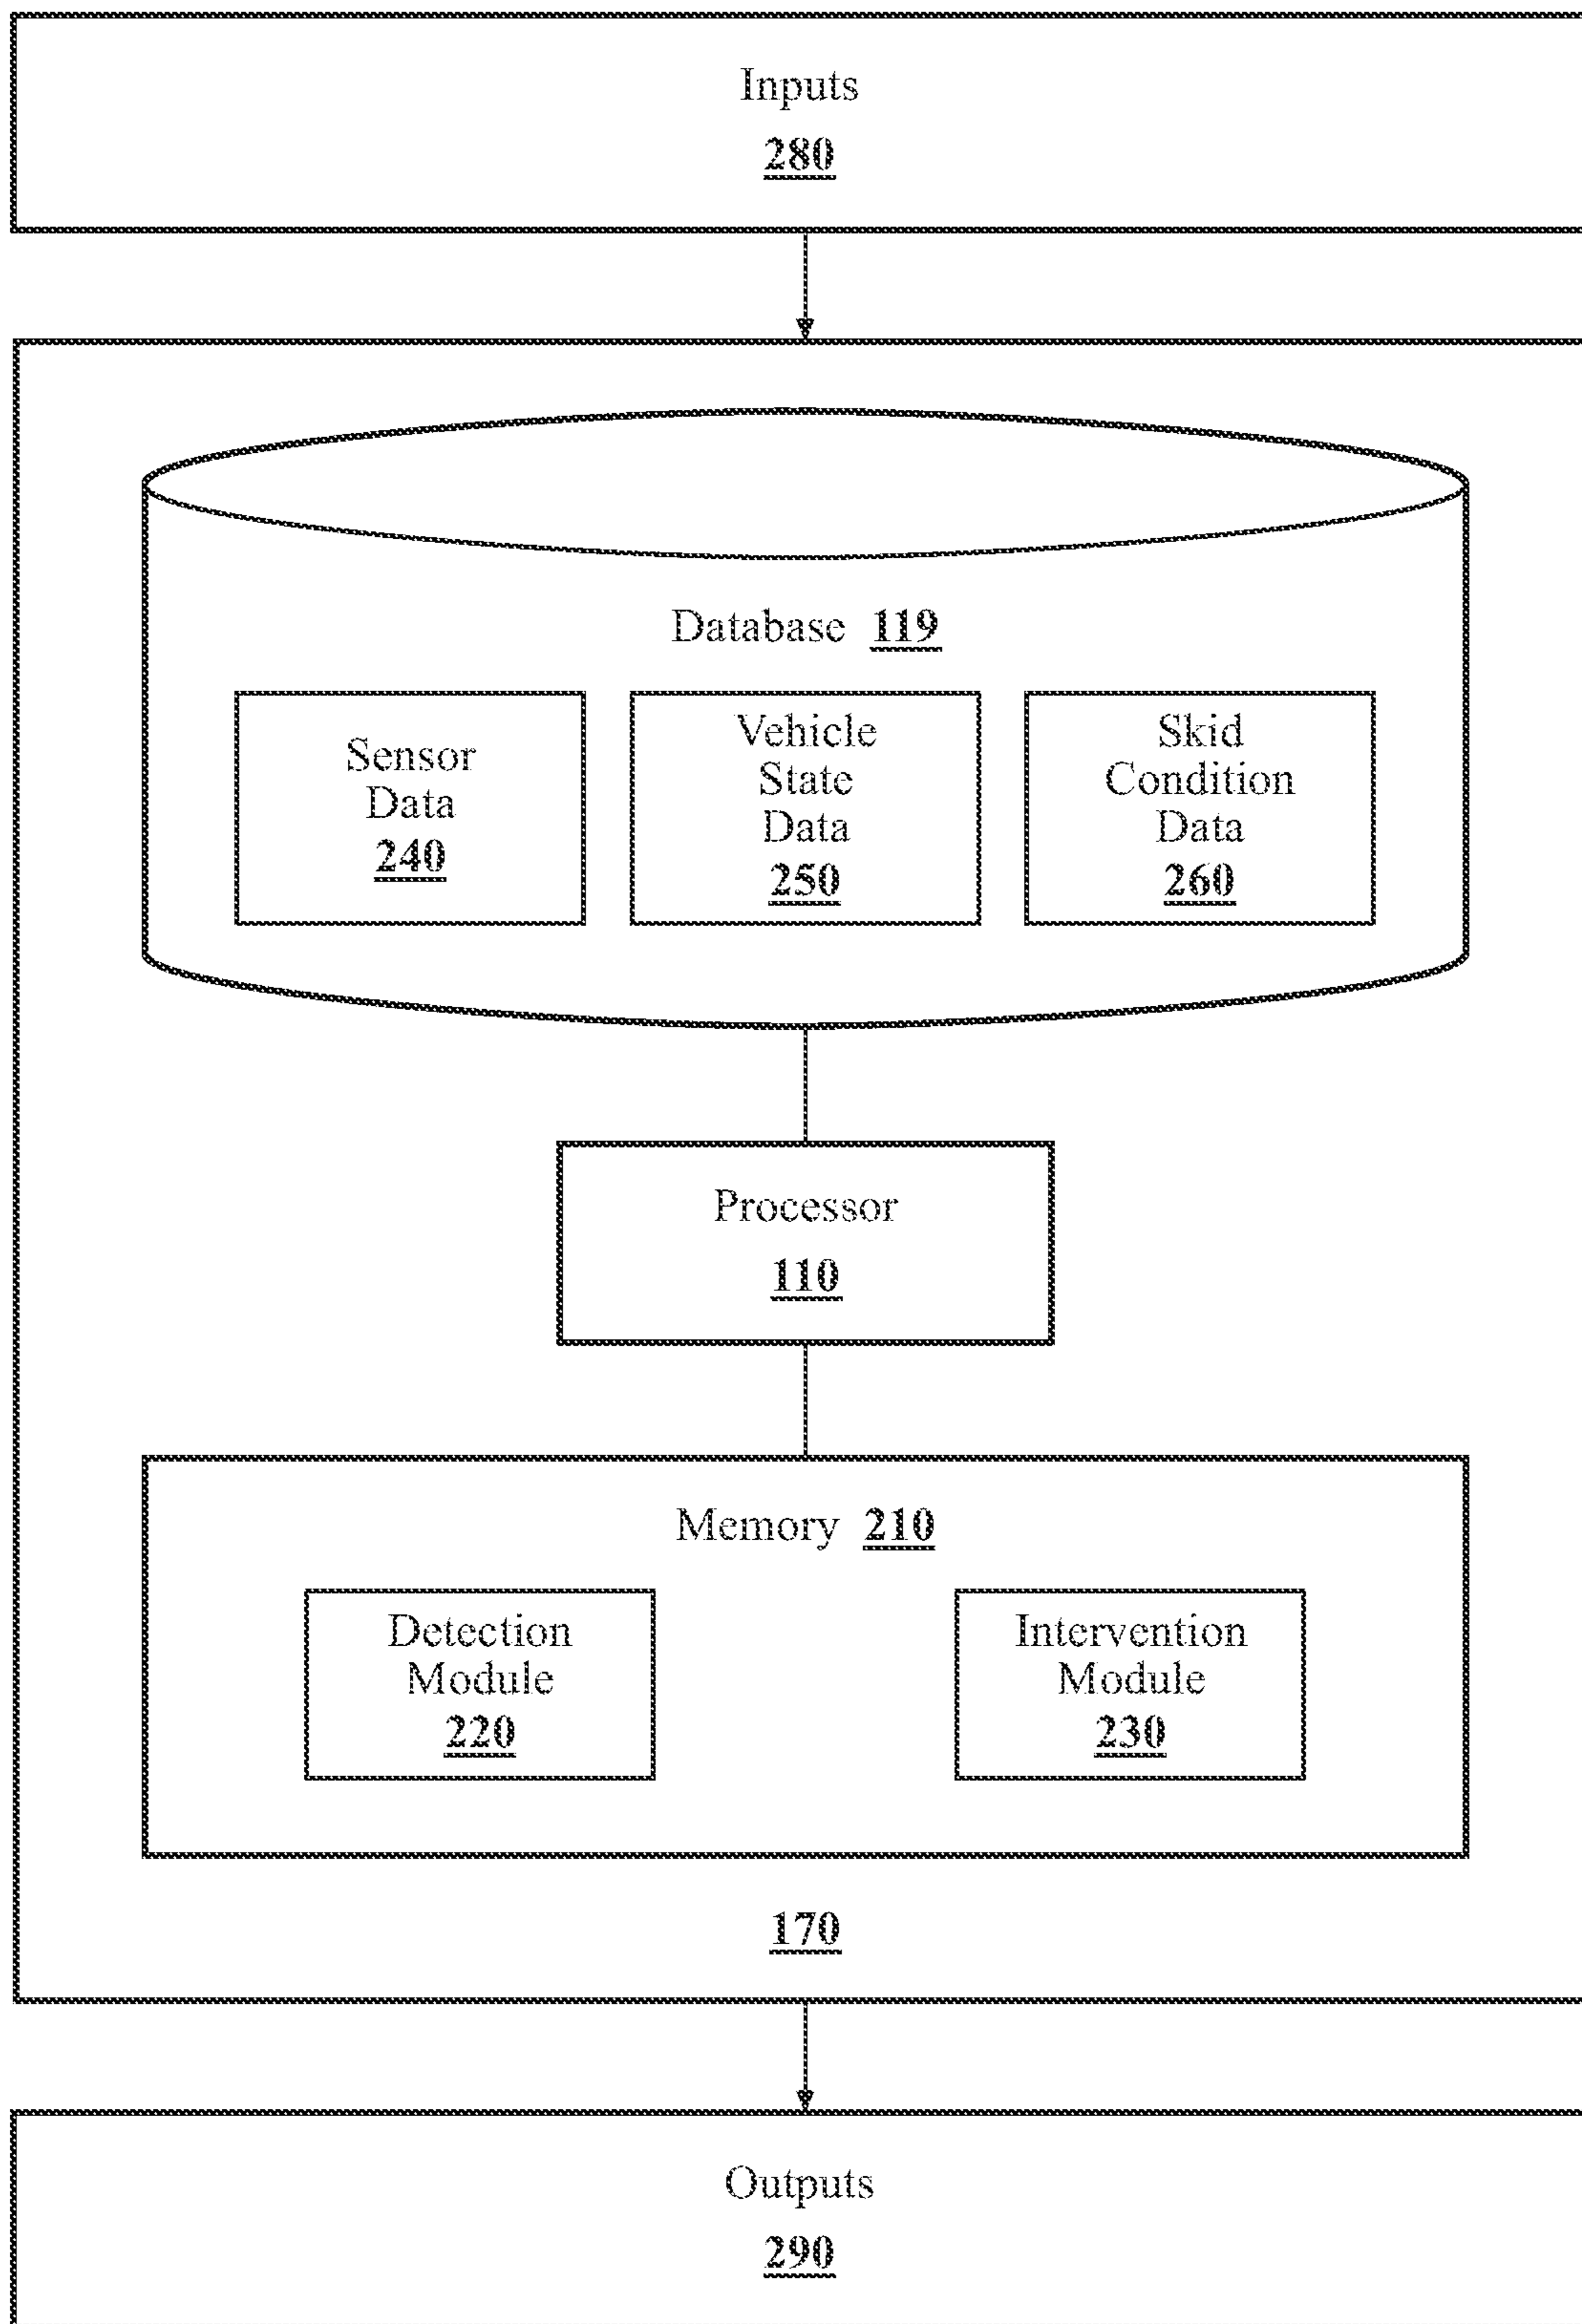 Inputs
280
Database 119
Sensor
Data
240
Vehicle
State
Data
250
Skid
Condition
Data
260
Processor
110
Memory 210
Detection
Module
220
Intervention
Module
230
170
Outputs
290